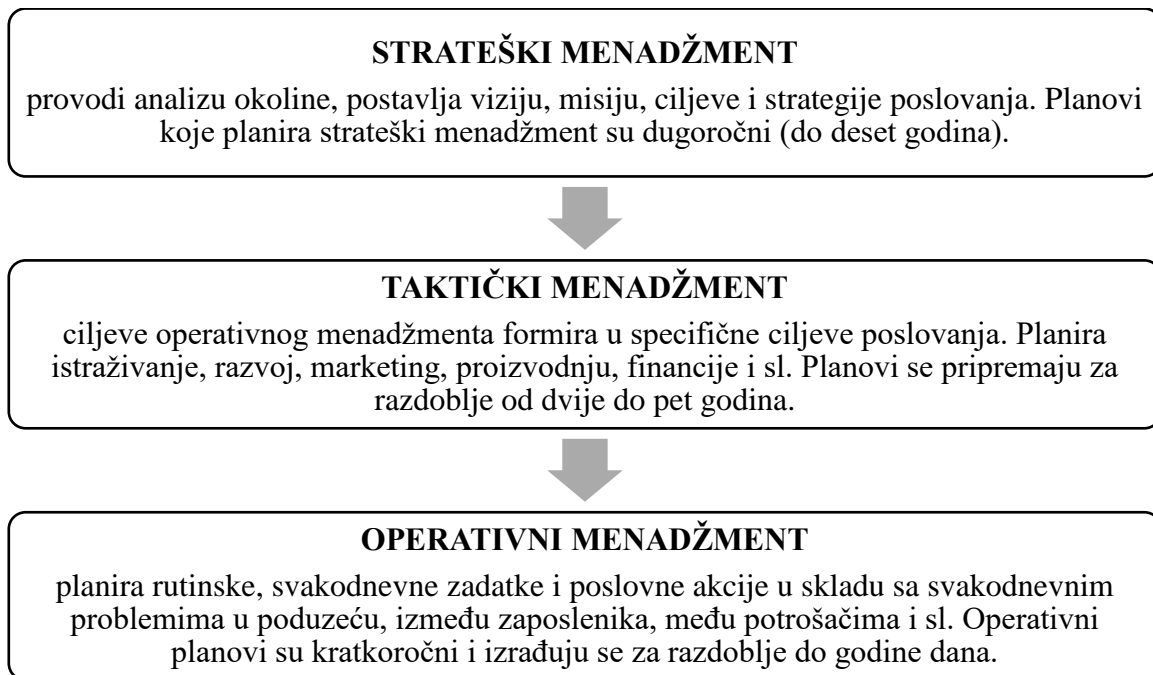 STRATEŠKI MENADŽMENT
provodi analizu okoline, postavlja viziju, misiju, ciljeve i strategije poslovanja. Planovi
koje planira strateški menadžment su dugoročni (do deset godina).
TAKTIČKI MENADŽMENT
ciljeve operativnog menadžmenta formira u specifične ciljeve poslovanja. Planira
istraživanje, razvoj, marketing, proizvodnju, financije i sl. Planovi se pripremaju za
razdoblje od dvije do pet godina.
OPERATIVNI MENADŽMENT
planira rutinske, svakodnevne zadatke i poslovne akcije u skladu sa svakodnevnim
problemima u poduzeću, između zaposlenika, među potrošačima i sl. Operativni
planovi su kratkoročni i izrađuju se za razdoblje do godine dana.